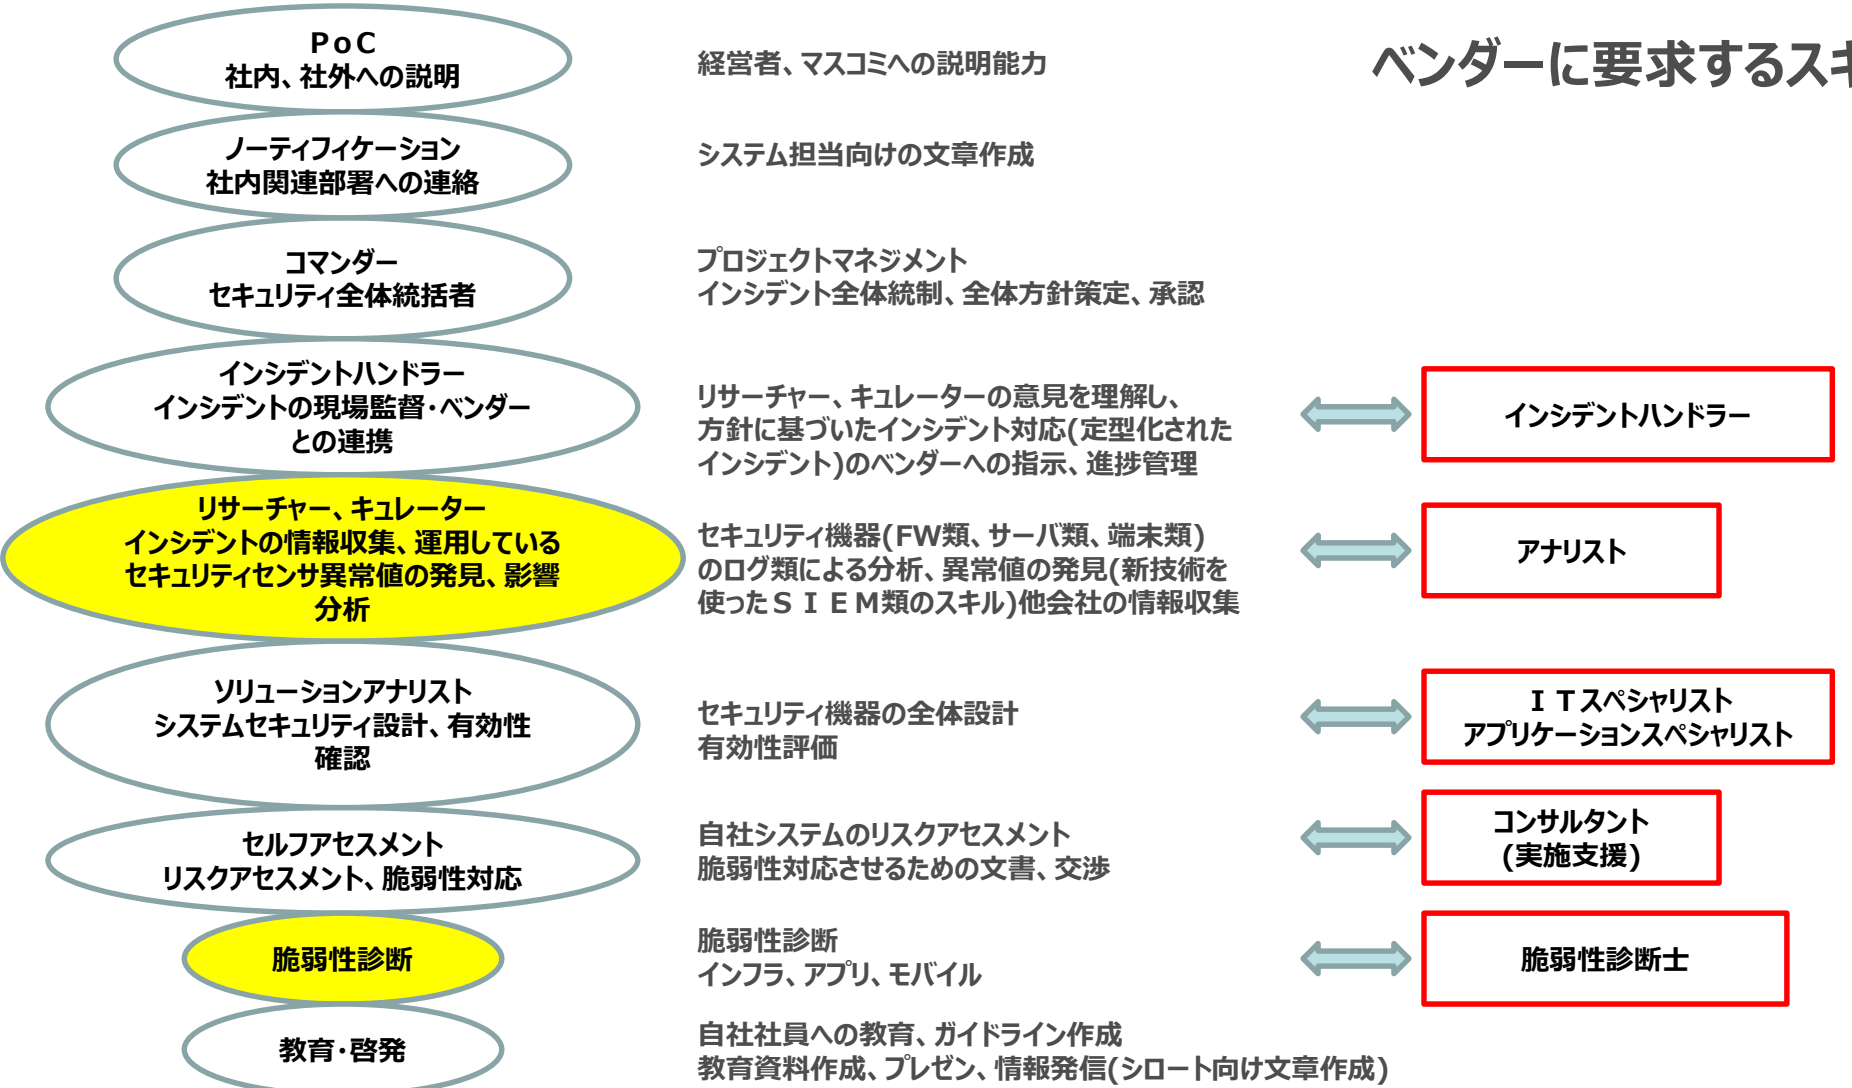 PoC
社内、社外への説明
経営者、マスコミへの説明能力
ベンダーに要求するスキ
ノーティフィケーション
社内関連部署への連絡
システム担当向けの文章作成
コマンダー
セキュリティ全体統括者
プロジェクトマネジメント
インシデント全体統制、全体方針策定、承認
インシデントハンドラー
インシデントの現場監督・ベンダー
との連携
リサーチャー、キュレーターの意見を理解し、
方針に基づいたインシデント対応(定型化された
インシデント)のベンダーへの指示、進捗管理
インシデントハンドラー
リサーチャー、キュレーター
インシデントの情報収集、運用している
セキュリティセンサ異常値の発見、影響
分析
セキュリティ機器(FW類、サーバ類、端末類)
のログ類による分析、異常値の発見(新技術を
使ったＳＩＥＭ類のスキル)他会社の情報収集
アナリスト
ソリューションアナリスト
システムセキュリティ設計、有効性
確認
セキュリティ機器の全体設計
有効性評価
ＩＴスペシャリスト
アプリケーションスペシャリスト
セルフアセスメント
リスクアセスメント、脆弱性対応
自社システムのリスクアセスメント
脆弱性対応させるための文書、交渉
コンサルタント
(実施支援)
脆弱性診断
脆弱性診断
インフラ、アプリ、モバイル
脆弱性診断士
教育・啓発
自社社員への教育、ガイドライン作成
教育資料作成、プレゼン、情報発信(シロート向け文章作成)